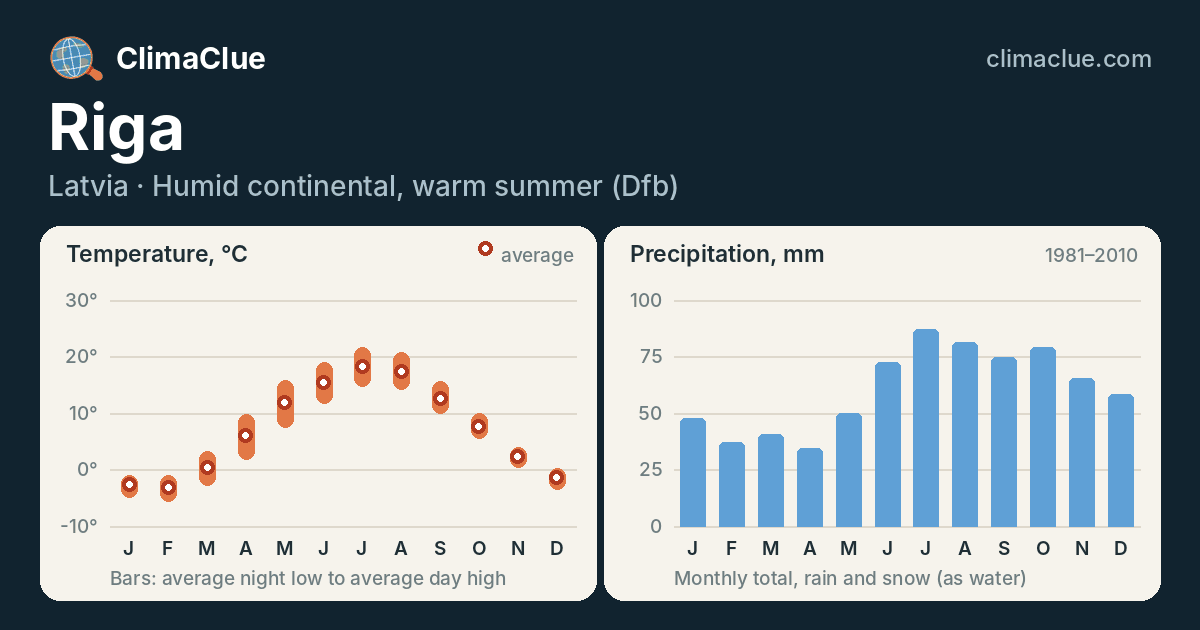 ClimaClue
climaclue.com
Riga
Latvia · Humid continental, warm summer (Dfb)
Temperature, °C
average
30°
20°
10°
0°
-10°
J F M A M J J A S O N D
Bars: average night low to average day high
Precipitation, mm
1981–2010
100
75
50
25
0
J F M A M J J A S O N D
Monthly total, rain and snow (as water)